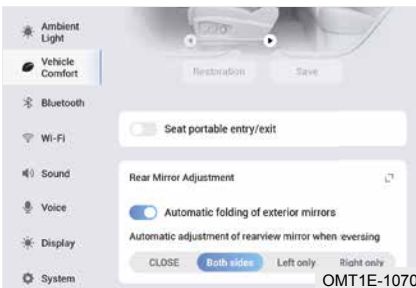 Ambient
Light
Vehicle
Comfort
Restoration Save
Bluetooth
Seat portable entry/exit
Wi-Fi
Sound
Rear Mirror Adjustment
Voice
Automatic folding of exterior mirrors
Automatic adjustment of rearview mirror when reversing
Display
CLOSE Both sides Left only Right only
System
OMT1E-1070